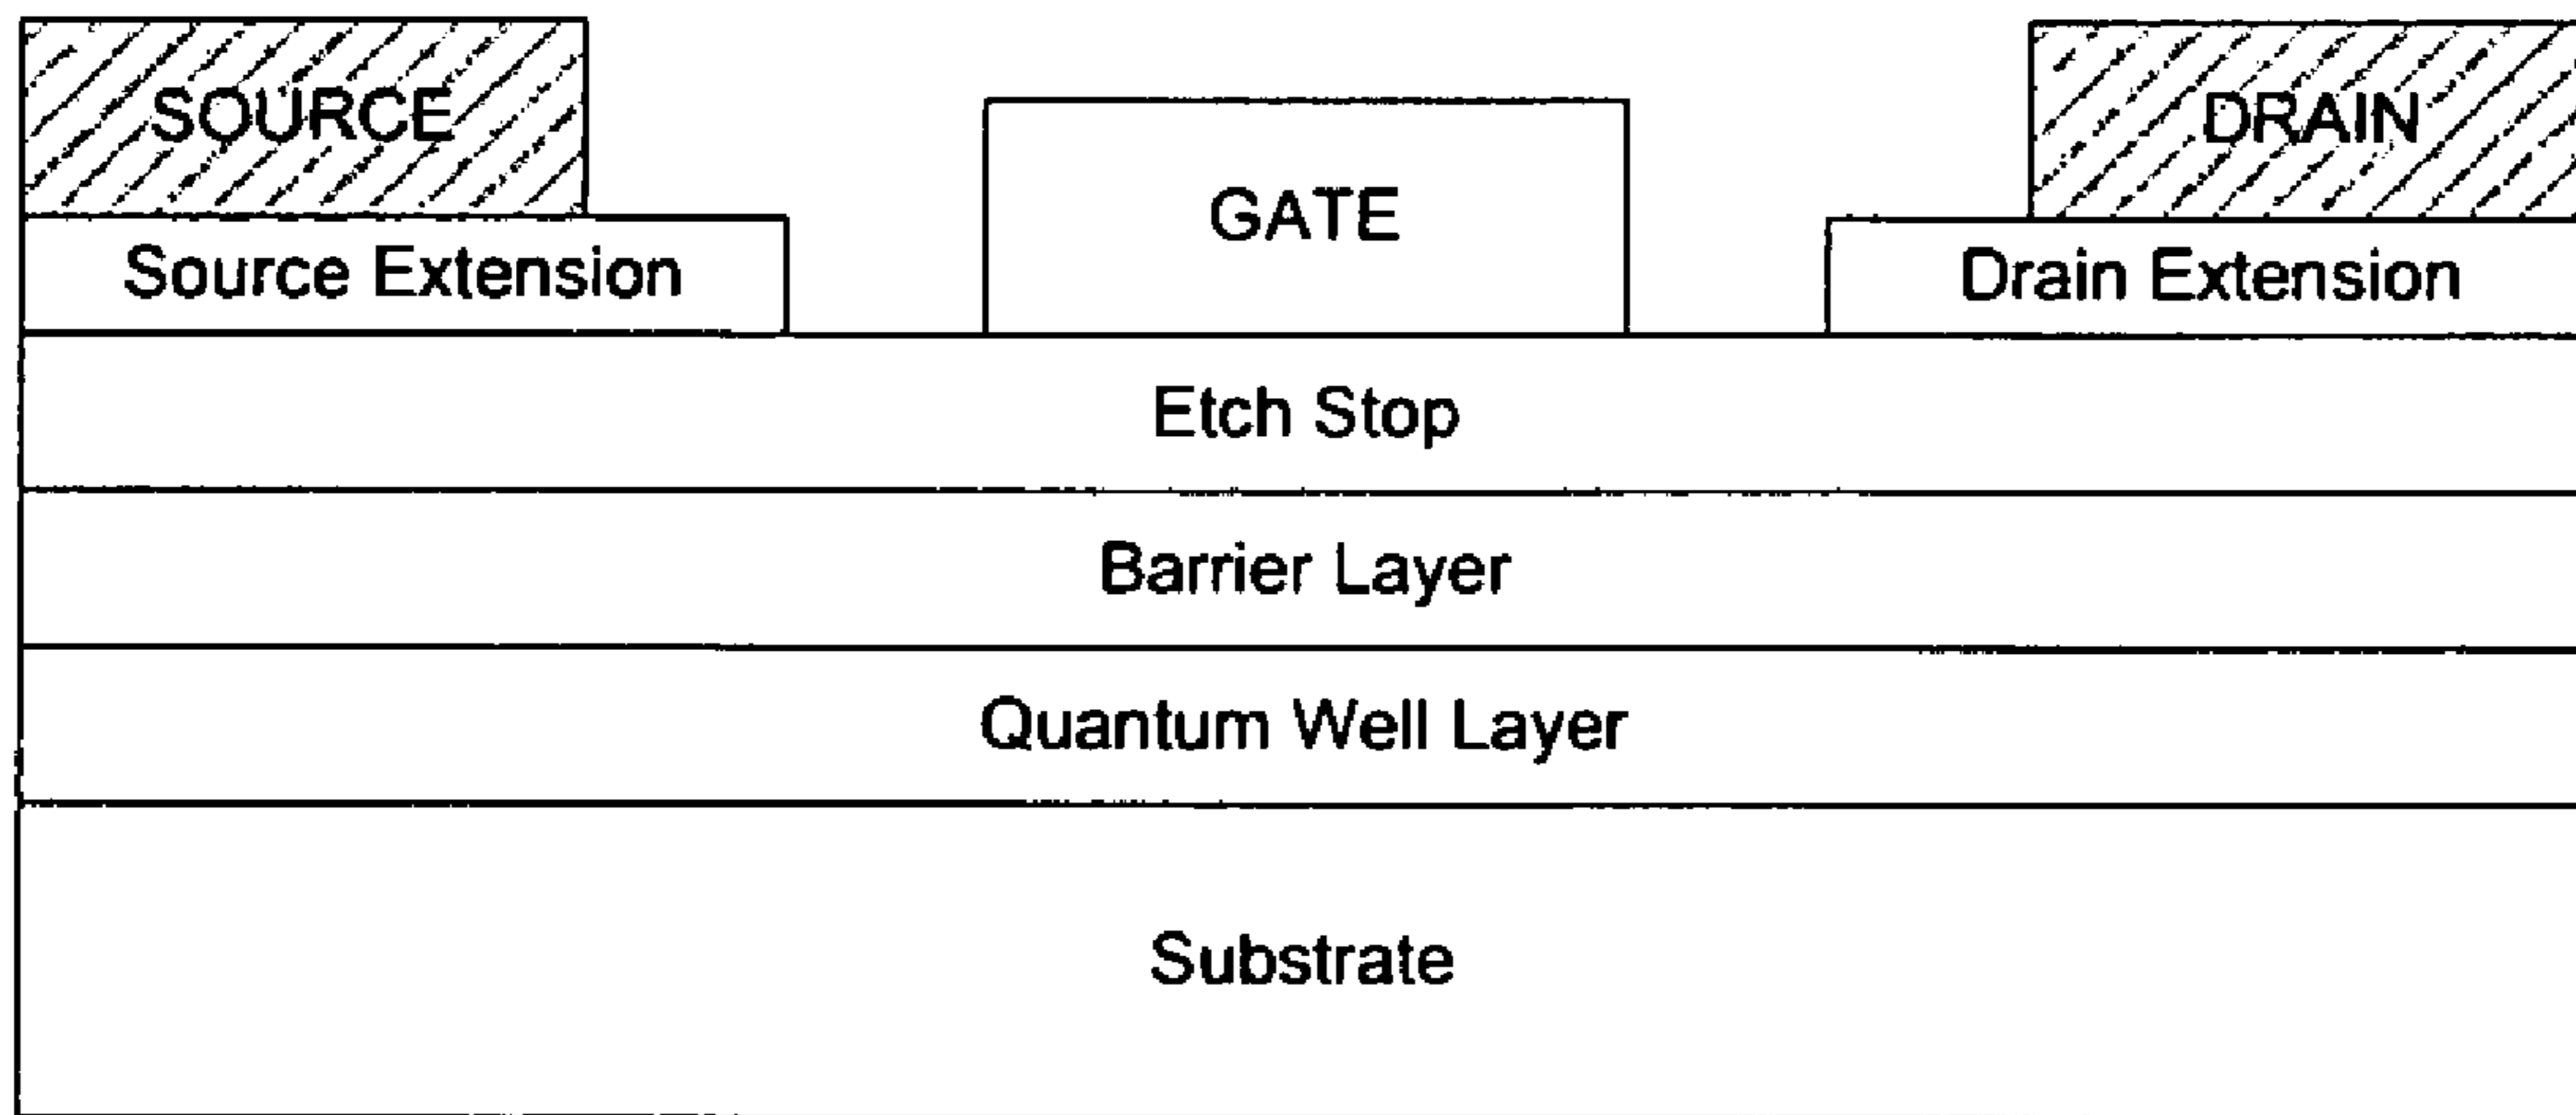 SOURCE
DRAIN
GATE
Source Extension
Drain Extension
Etch Stop
Barrier Layer
Quantum Well Layer
Substrate